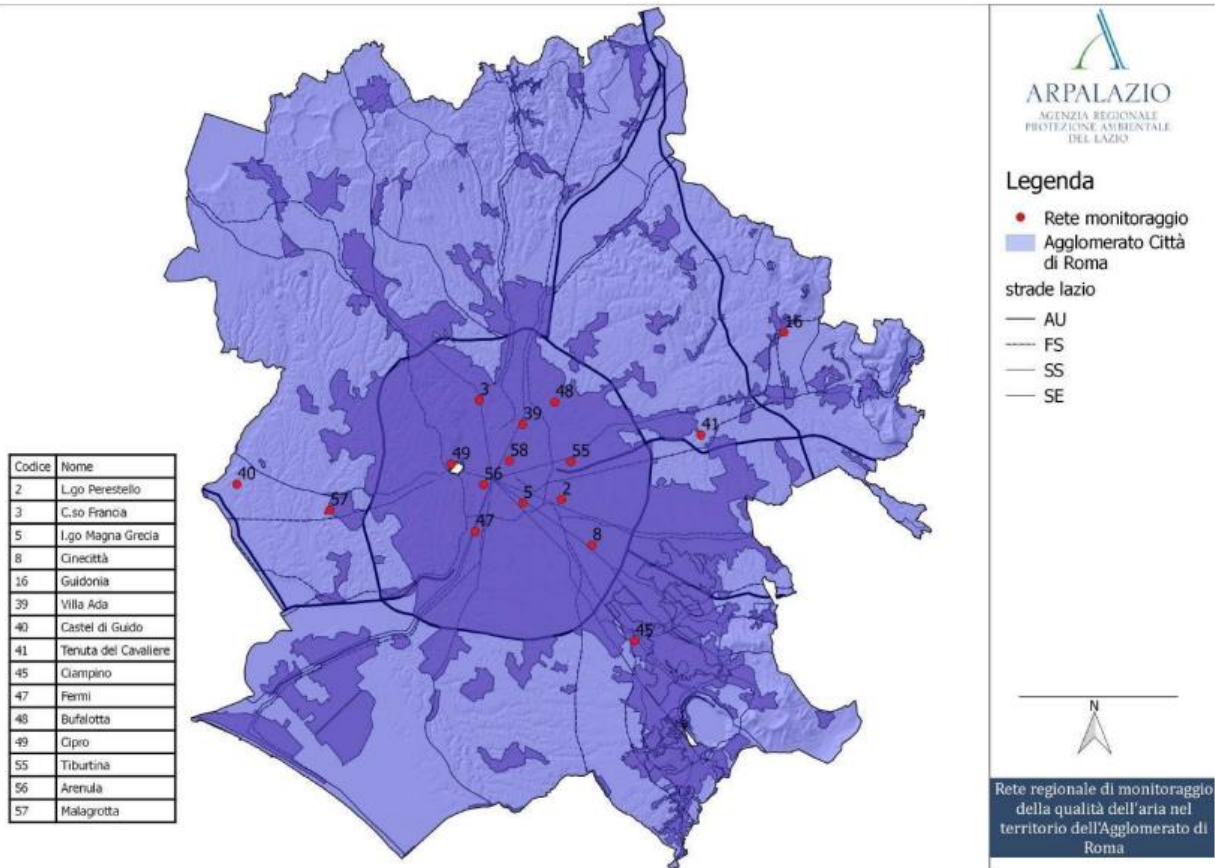 ARPALAZIO
AGENZIA REGIONALE
PROTEZIONE AMBIENTALE
DEL LAZIO
Legenda
Rete monitoraggio
Agglomerato Città
di Roma
strade lazio
AU
FS
SS
SE
16
3
48
39
41
58
55
49
40
56
57
5
2
47
8
45
Codice Nome
2 L.go Perestello
3 C.so Francia
5 l.go Magna Grecia
8 Cinecittà
16 Guidonia
39 Villa Ada
40 Castel di Guido
41 Tenuta del Cavaliere
45 Ciampino
47 Fermi
48 Bufalotta
49 Cipro
55 Tiburtina
56 Arenula
57 Malagrotta
N
Rete regionale di monitoraggio
della qualità dell'aria nel
territorio dell'Agglomerato di
Roma